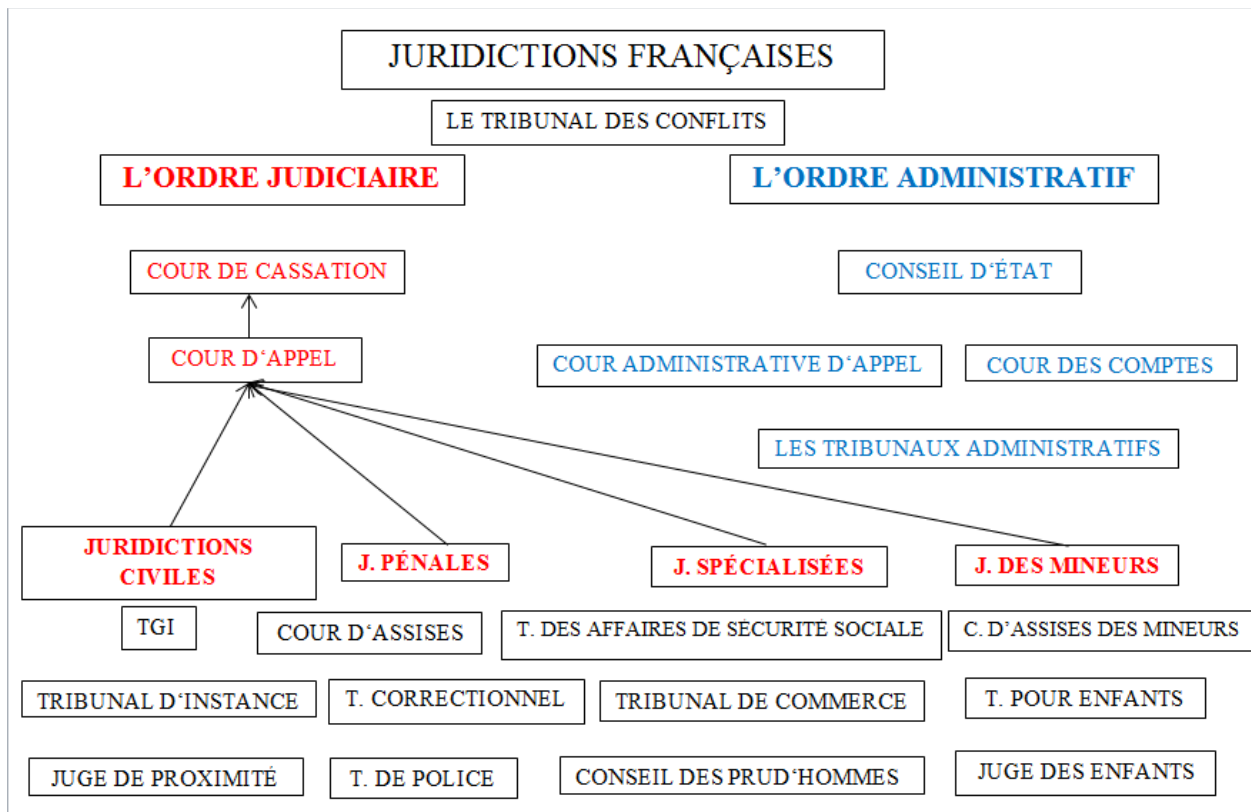 JURIDICTIONS FRANÇAISES
LE TRIBUNAL DES CONFLITS
L’ORDRE JUDICIAIRE
L’ORDRE ADMINISTRATIF
COUR DE CASSATION
CONSEIL D‘ÉTAT
COUR D‘APPEL
COUR ADMINISTRATIVE D‘APPEL
COUR DES COMPTES
LES TRIBUNAUX ADMINISTRATIFS
JURIDICTIONS
CIVILES
J. PÉNALES
J. SPÉCIALISÉES
J. DES MINEURS
TGI
COUR D’ASSISES
T. DES AFFAIRES DE SÉCURITÉ SOCIALE
C. D’ASSISES DES MINEURS
TRIBUNAL D‘INSTANCE
T. CORRECTIONNEL
TRIBUNAL DE COMMERCE
T. POUR ENFANTS
JUGE DE PROXIMITÉ
T. DE POLICE
CONSEIL DES PRUD‘HOMMES
JUGE DES ENFANTS